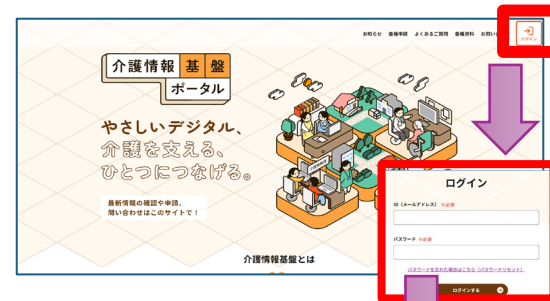 お知らせ 各種申請 よくあるご質問 各種資料 お問い
ログイン
介護情報基盤
ポータル
やさしいデジタル、
介護を支える、
ひとつにつなげる。
最新情報の確認や申請、
問い合わせはこのサイトで！
介護情報基盤とは
ログイン
ID（メールアドレス） ※必須
パスワード ※必須
パスワードを忘れた場合はこちら（パスワードリセット）
ログインする